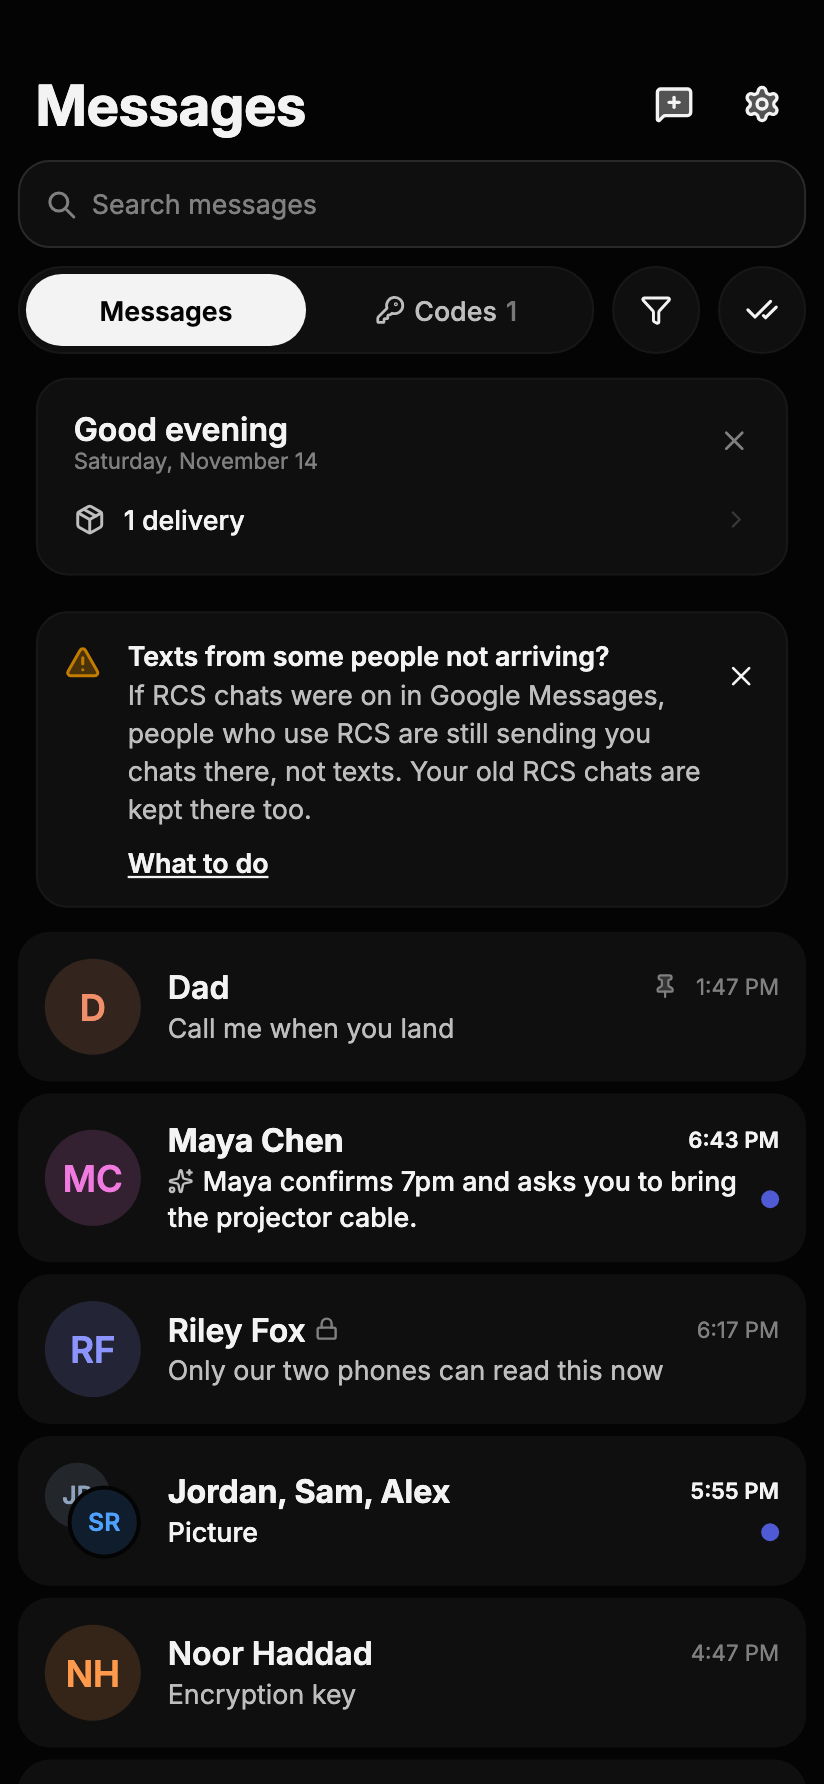 Messages
Search messages
Messages
Codes 1
Good evening
Saturday, November 14
1 delivery
Texts from some people not arriving?
If RCS chats were on in Google Messages,
people who use RCS are still sending you
chats there, not texts. Your old RCS chats are
kept there too.
What to do
D
Dad
1:47 PM
Call me when you land
MC
Maya Chen
6:43 PM
Maya confirms 7pm and asks you to bring
the projector cable.
RF
Riley Fox
6:17 PM
Only our two phones can read this now
SR
Jordan, Sam, Alex
5:55 PM
Picture
NH
Noor Haddad
4:47 PM
Encryption key